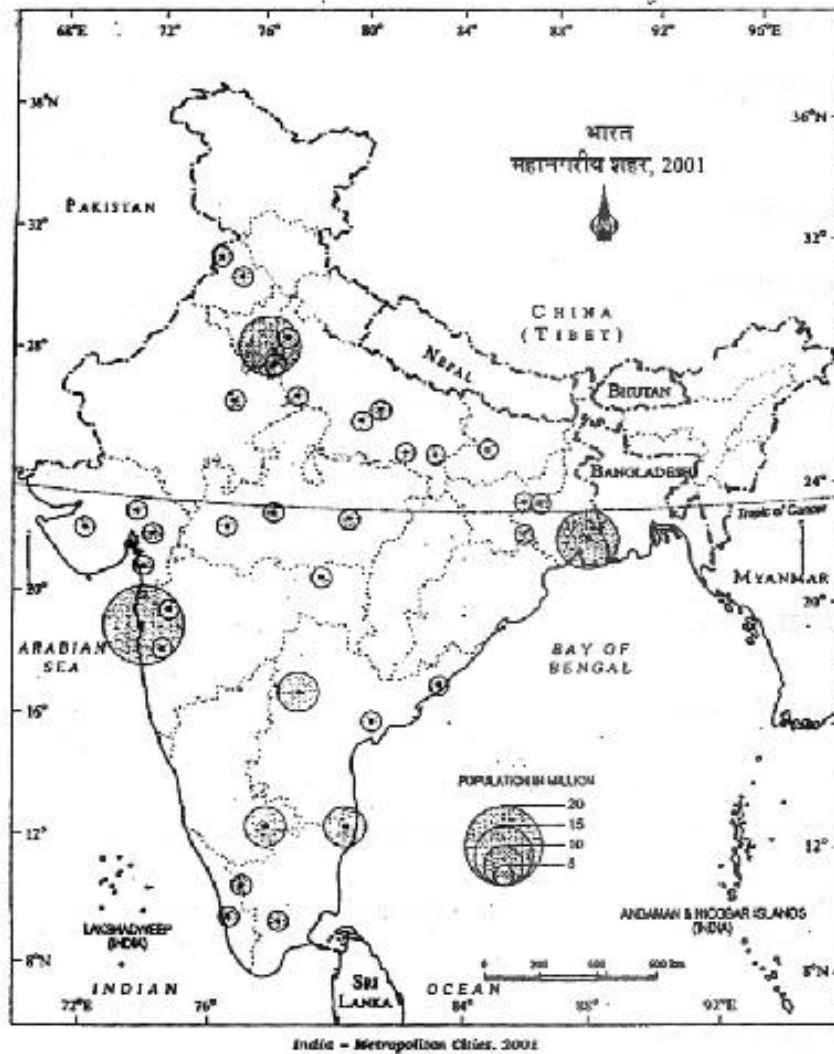 68°E 72° 76° 80° 84° 88° 92° 96°E
36°N
36°N
भारत
महानगरीय शहर, 2001
PAKISTAN
32°
32°
CHINA
(TIBET)
28°
28°
NEPAL
BHUTAN
BANGLADESH
24°
Tropic of Cancer
MYANMAR
20°
20°
ARABIAN
SEA
BAY OF
BENGAL
16°
16°
POPULATION IN MILLION
20
15
10
5
12°
12°
LAKSHADWEEP
(INDIA)
ANDAMAN & NICOBAR ISLANDS
(INDIA)
8°N
8°N
INDIAN OCEAN
SRI
LANKA
72°E 76° 84° 92°E
India – Metropolitan Cities, 2001